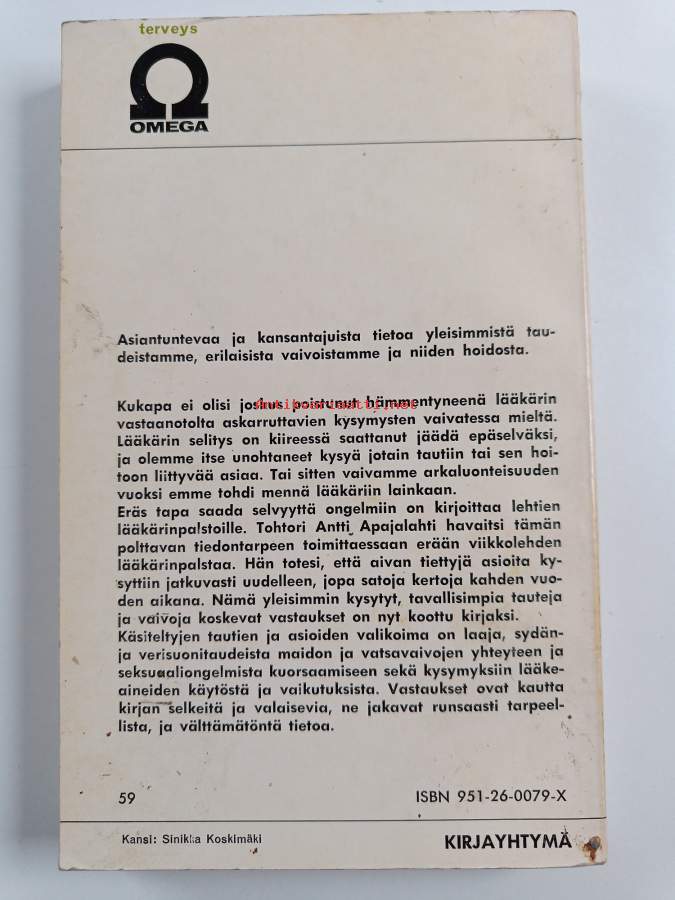 terveys
OMEGA
Asiantuntevaa ja kansantajuista tietoa yleisimmistä tau-
deistamme, erilaisista vaivoistamme ja niiden hoidosta.
Kukapa ei olisi joskus poistunut hämmentyneenä lääkärin
Antikvariaatti.net
vastaanotolta askarruttavien kysymysten vaivatessa mieltä.
Lääkärin selitys on kiireessä saattanut jäädä epäselväksi,
ja olemme itse unohtaneet kysyä jotain tautiin tai sen hoi-
toon liittyvää asiaa. Tai sitten vaivamme arkaluonteisuuden
vuoksi emme tohdi mennä lääkäriin lainkaan.
Eräs tapa saada selvyyttä ongelmiin on kirjoittaa lehtien
lääkärinpalstoille. Tohtori Antti Apajalahti havaitsi tämän
polttavan tiedontarpeen toimittaessaan erään viikkolehden
lääkärinpalstaa. Hän totesi, että aivan tiettyjä asioita ky-
syttiin jatkuvasti uudelleen, jopa satoja kertoja kahden vuo-
den aikana. Nämä yleisimmin kysytyt, tavallisimpia tauteja
ja vaivoja koskevat vastaukset on nyt koottu kirjaksi.
Käsiteltyjen tautien ja asioiden valikoima on laaja, sydän-
ja verisuonitaudeista maidon ja vatsavaivojen yhteyteen ja
seksuaaliongelmista kuorsaamiseen sekä kysymyksiin lääke-
aineiden käytöstä ja vaikutuksista. Vastaukset ovat kautta
kirjan selkeitä ja valaisevia, ne jakavat runsaasti tarpeel-
lista, ja välttämätöntä tietoa.
59
ISBN 951-26-0079-X
Kansi: Sinikka Koskimäki
KIRJAYHTYMÄ